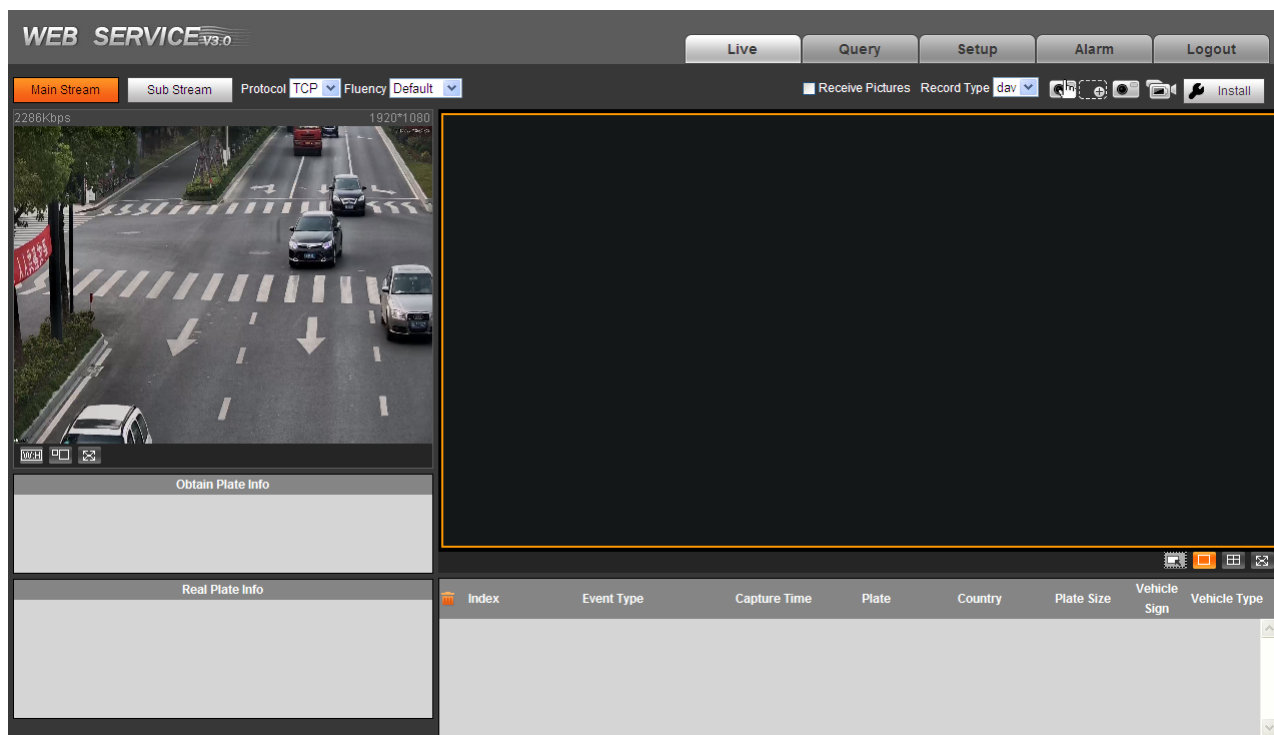 WEB SERVICE V3.0
Live Query Setup Alarm Logout
Main Stream Sub Stream Protocol TCP Fluency Default Receive Pictures Record Type dav Install
2286Kbps 1920*1080
W:H
Obtain Plate Info
Real Plate Info
Index Event Type Capture Time Plate Country Plate Size Vehicle Sign Vehicle Type